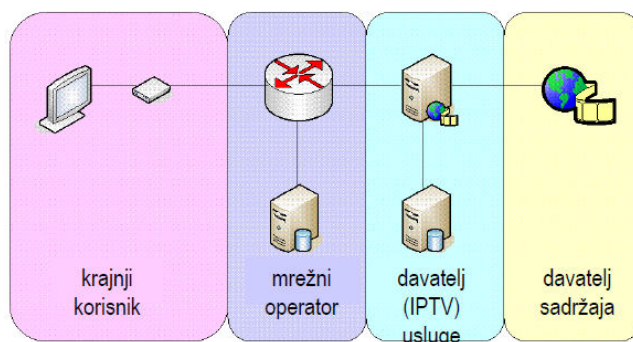 krajnji
korisnik
mrežni
operator
davatelj
(IPTV)
usluge
davatelj
sadržaja